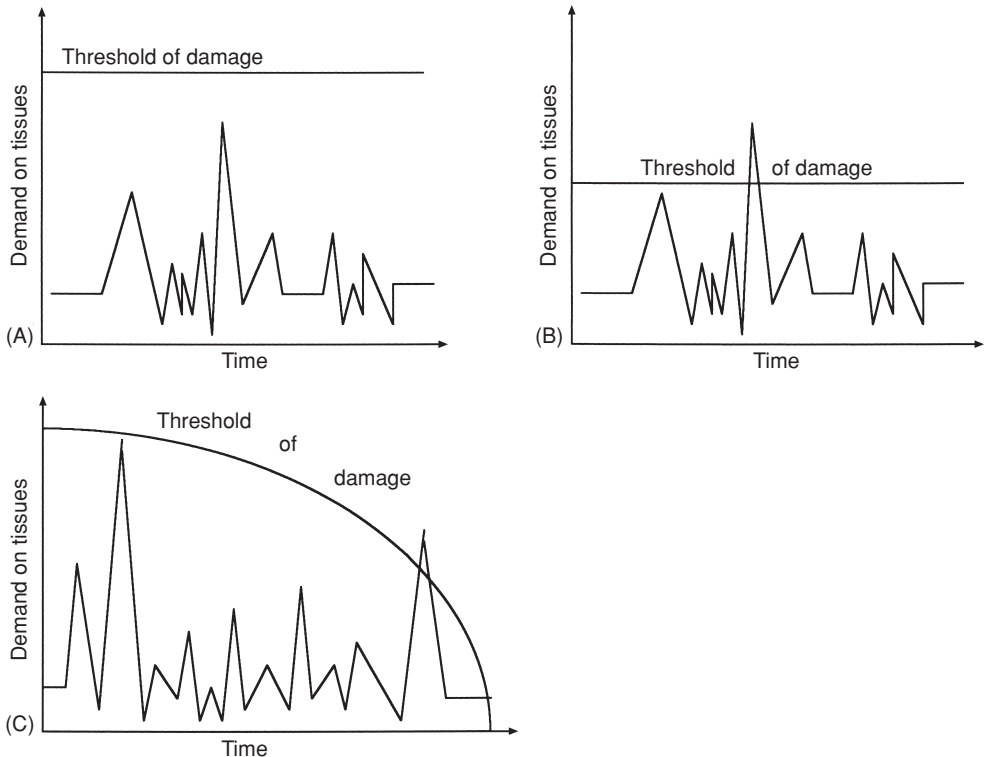 Threshold of damage
Demand on tissues
(A)
Time
Threshold of damage
Demand on tissues
(B)
Time
Threshold
of
damage
Demand on tissues
(C)
Time